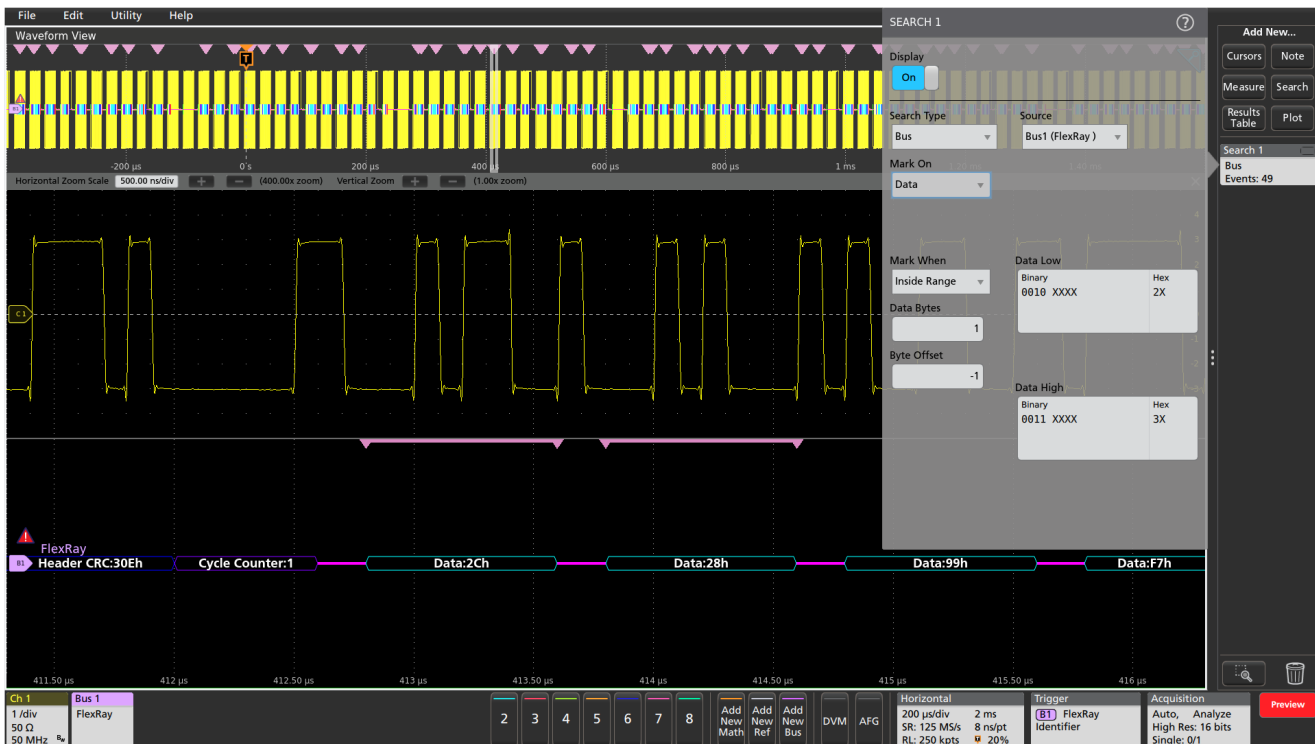 File Edit Utility Help
Waveform View
SEARCH 1
?
Display
On
Search Type Source
Bus Bus1 (FlexRay )
Mark On
Data
Mark When Data Low
Inside Range
Binary Hex
0010 XXXX 2X
Data Bytes
1
Byte Offset
-1
Data High
Binary Hex
0011 XXXX 3X
Add New...
Cursors Note
Measure Search
Results Table Plot
Search 1
Bus
Events: 49
T
B1
-200 µs 0 s 200 µs 400 µs 600 µs 800 µs 1 ms
Horizontal Zoom Scale 500.00 ns/div + − (400.00x zoom) Vertical Zoom + − (1.00x zoom)
C1
FlexRay
B1 Header CRC:30Eh Cycle Counter:1 Data:2Ch Data:28h Data:99h Data:F7h
411.50 µs 412 µs 412.50 µs 413 µs 413.50 µs 414 µs 414.50 µs 415 µs 415.50 µs 416 µs
Ch 1
1 /div
50 Ω
50 MHz Bw
Bus 1
FlexRay
2 3 4 5 6 7 8
Add New Math
Add New Ref
Add New Bus
DVM AFG
Horizontal
200 µs/div 2 ms
SR: 125 MS/s 8 ns/pt
RL: 250 kpts 20%
Trigger
B1 FlexRay
Identifier
Acquisition
Auto, Analyze
High Res: 16 bits
Single: 0/1
Preview